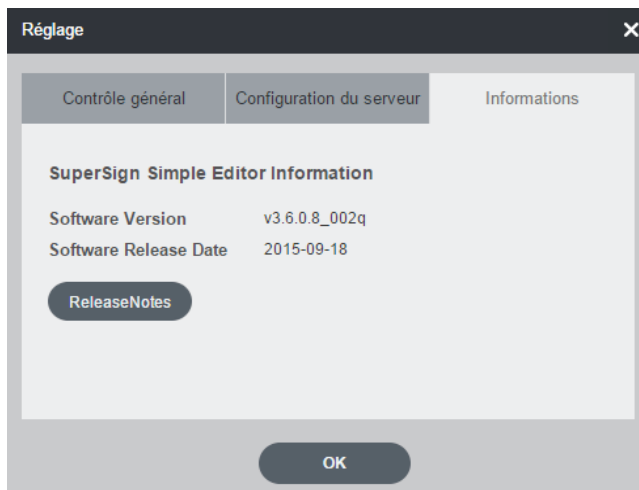 Réglage
Contrôle général Configuration du serveur Informations
SuperSign Simple Editor Information
Software Version v3.6.0.8_002q
Software Release Date 2015-09-18
ReleaseNotes
OK